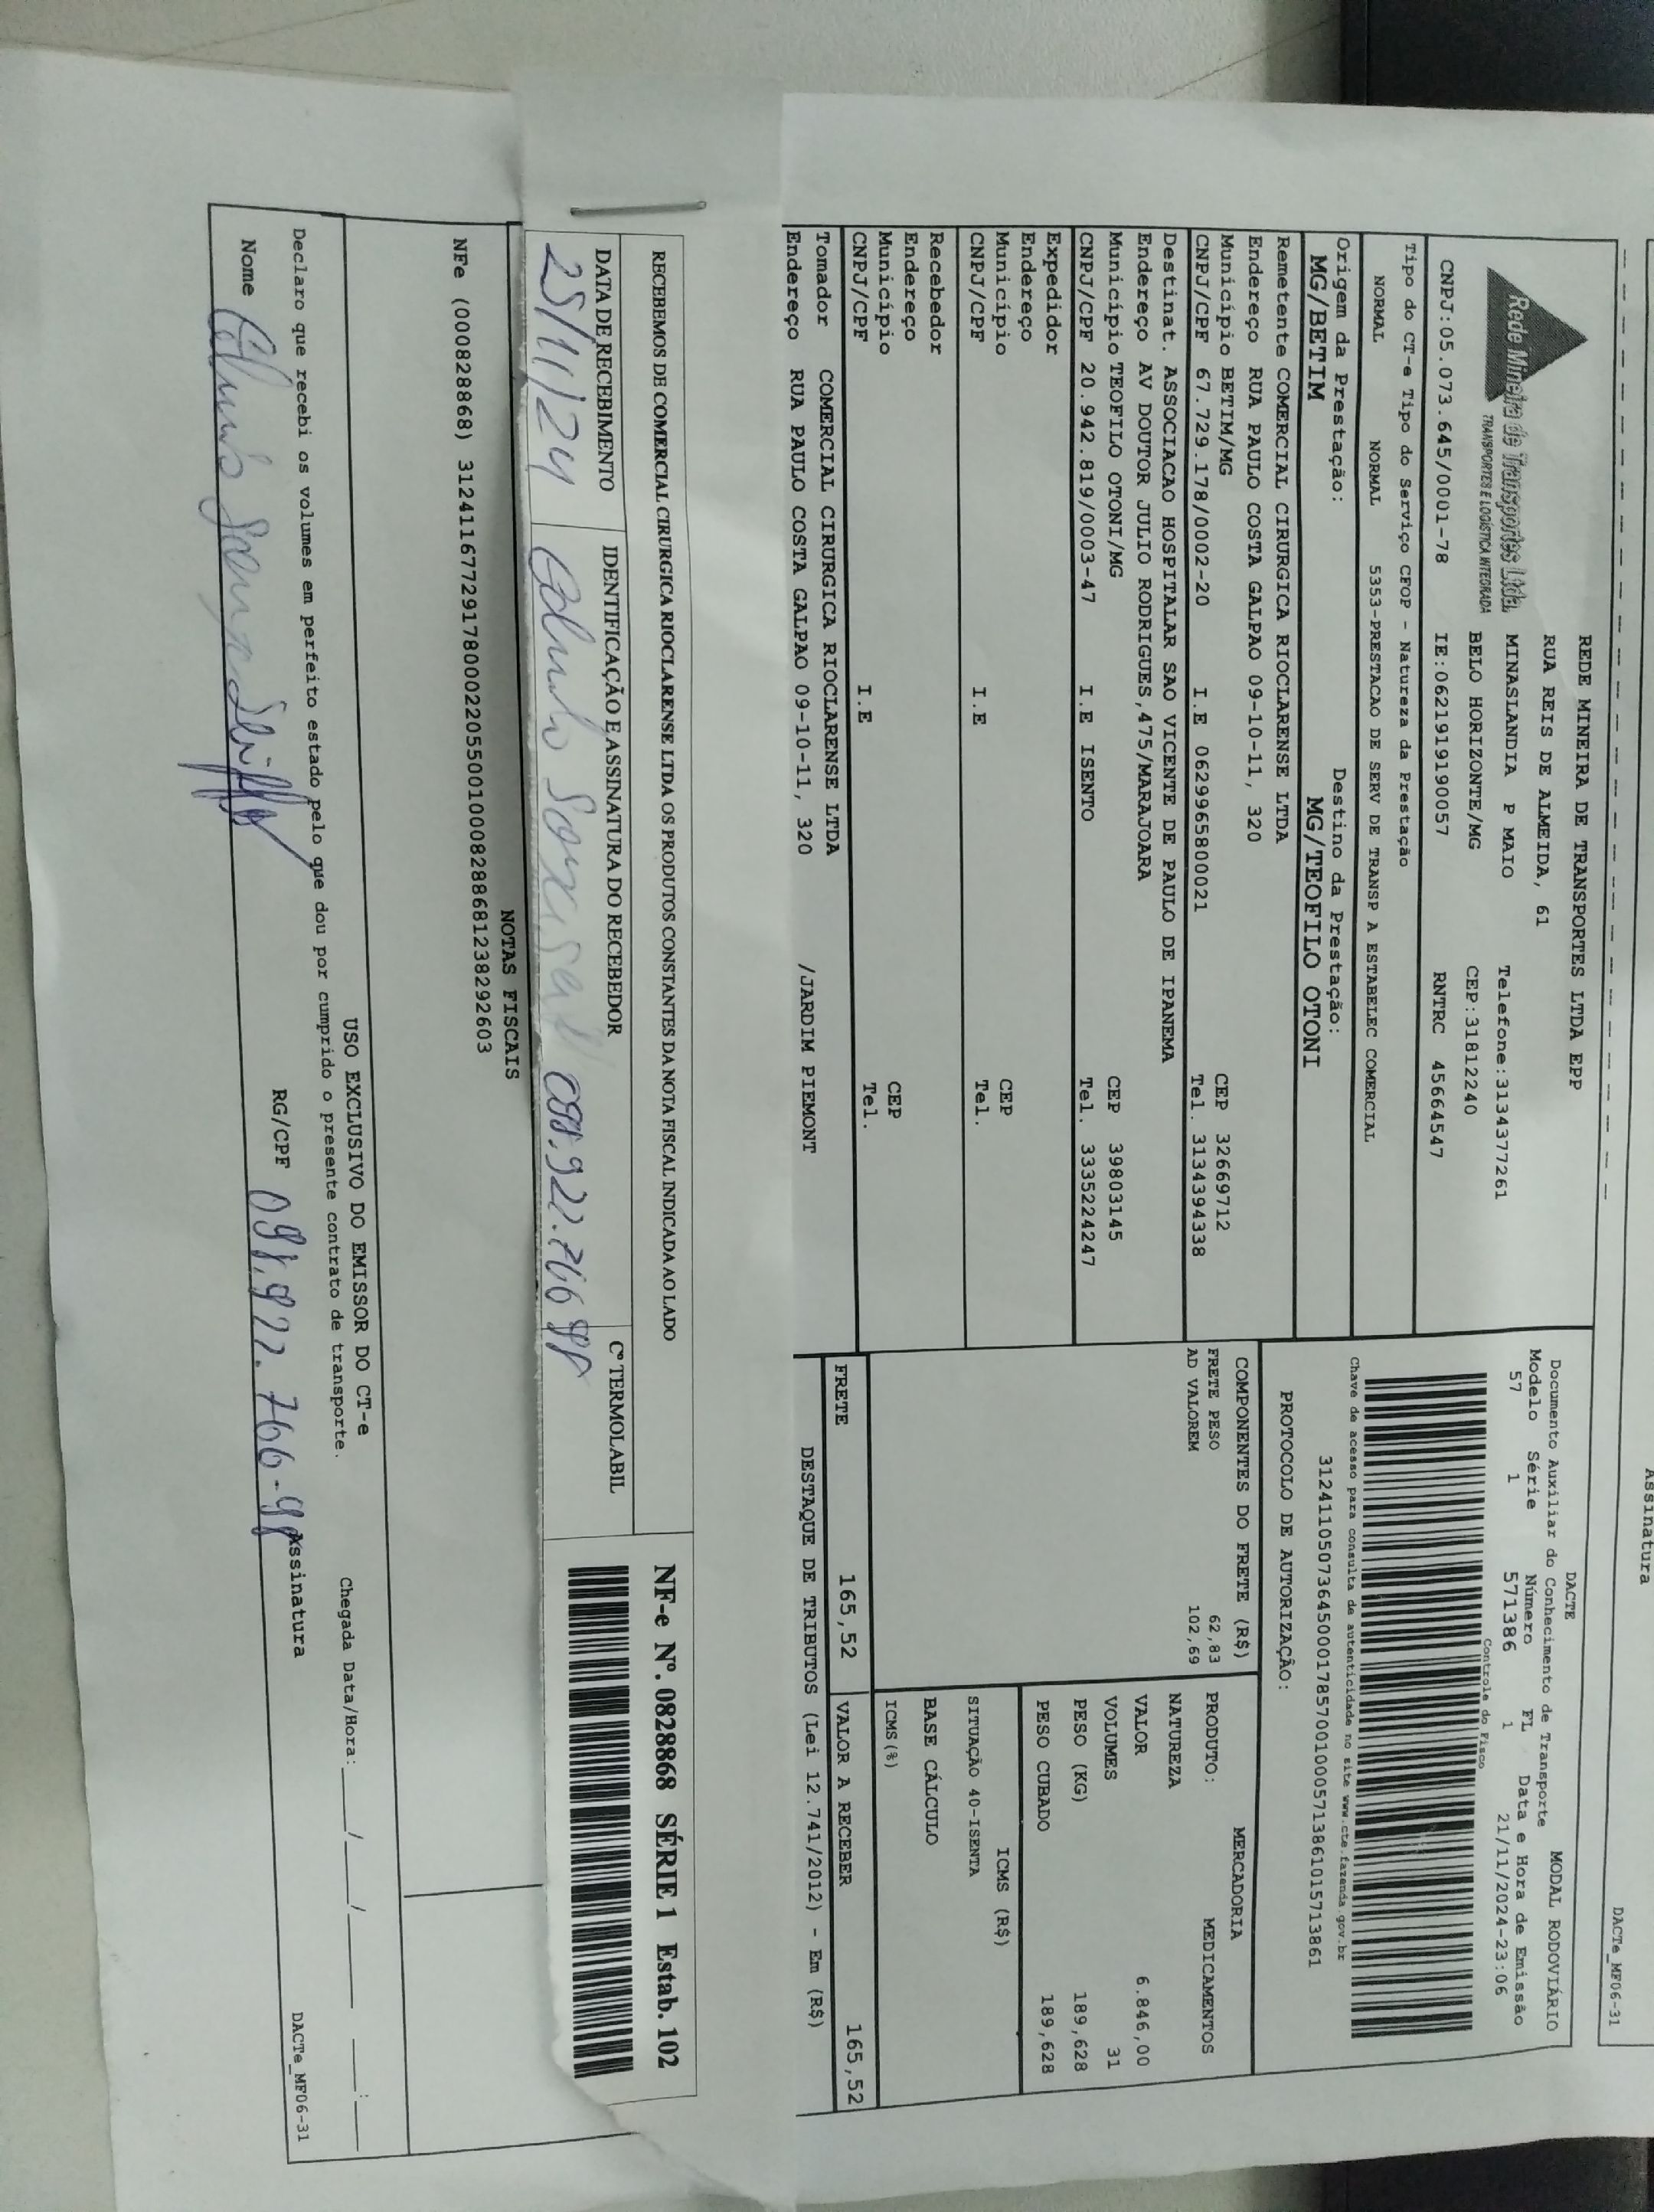 Assinatura
DACTe_MF06-31
Rede Mineira de Transportes Ltda.
TRANSPORTES E LOGÍSTICA INTEGRADA
REDE MINEIRA DE TRANSPORTES LTDA EPP
RUA REIS DE ALMEIDA, 61
MINASLANDIA P MAIO Telefone:3134377261
BELO HORIZONTE/MG CEP:31812240
CNPJ:05.073.645/0001-78 IE:0621919190057 RNTRC 45664547
DACTE MODAL RODOVIÁRIO
Documento Auxiliar do Conhecimento de Transporte
Modelo Série Número FL Data e Hora de Emissão
57 1 571386 1 21/11/2024-23:06
Controle do Fisco
Tipo do CT-e Tipo do Serviço CFOP - Natureza da Prestação
NORMAL NORMAL 5353-PRESTACAO DE SERV DE TRANSP A ESTABELEC COMERCIAL
Chave de acesso para consulta de autenticidade no site www.cte.fazenda.gov.br
31241105073645000178570010005713861015713861
Origem da Prestação: Destino da Prestação:
MG/BETIM MG/TEOFILO OTONI
PROTOCOLO DE AUTORIZAÇÃO:
Remetente COMERCIAL CIRURGICA RIOCLARENSE LTDA
Endereço RUA PAULO COSTA GALPAO 09-10-11, 320
Município BETIM/MG CEP 32669712
CNPJ/CPF 67.729.178/0002-20 I.E 0629965800021 Tel. 3134394338
Destinat. ASSOCIACAO HOSPITALAR SAO VICENTE DE PAULO DE IPANEMA
Endereço AV DOUTOR JULIO RODRIGUES,475/MARAJOARA
Município TEOFILO OTONI/MG CEP 39803145
CNPJ/CPF 20.942.819/0003-47 I.E ISENTO Tel. 3335224247
Expedidor
Endereço
Município CEP
CNPJ/CPF I.E Tel.
Recebedor
Endereço
Município CEP
CNPJ/CPF I.E Tel.
Tomador COMERCIAL CIRURGICA RIOCLARENSE LTDA
Endereço RUA PAULO COSTA GALPAO 09-10-11, 320 /JARDIM PIEMONT
COMPONENTES DO FRETE (R$)
FRETE PESO 62,83
AD VALOREM 102,69
MERCADORIA
PRODUTO: MEDICAMENTOS
NATUREZA
VALOR 6.846,00
VOLUMES 31
PESO (KG) 189,628
PESO CUBADO 189,628
ICMS (R$)
SITUAÇÃO 40-ISENTA
BASE CÁLCULO
ICMS(%)
FRETE 165,52 VALOR A RECEBER 165,52
DESTAQUE DE TRIBUTOS (Lei 12.741/2012) - Em (R$)
RECEBEMOS DE COMERCIAL CIRURGICA RIOCLARENSE LTDA OS PRODUTOS CONSTANTES DA NOTA FISCAL INDICADA AO LADO
NF-e Nº. 0828868 SÉRIE 1 Estab. 102
DATA DE RECEBIMENTO IDENTIFICAÇÃO E ASSINATURA DO RECEBEDOR Cº TERMOLABIL
25/11/24 098.922.766 98
NOTAS FISCAIS
NFe (000828868) 31241167729178000220550010008288681238292603
USO EXCLUSIVO DO EMISSOR DO CT-e
Declaro que recebi os volumes em perfeito estado pelo que dou por cumprido o presente contrato de transporte.
Chegada Data/Hora:___/___/_____ __:__
Nome RG/CPF 098.922.766-98 Assinatura
DACTe_MF06-31